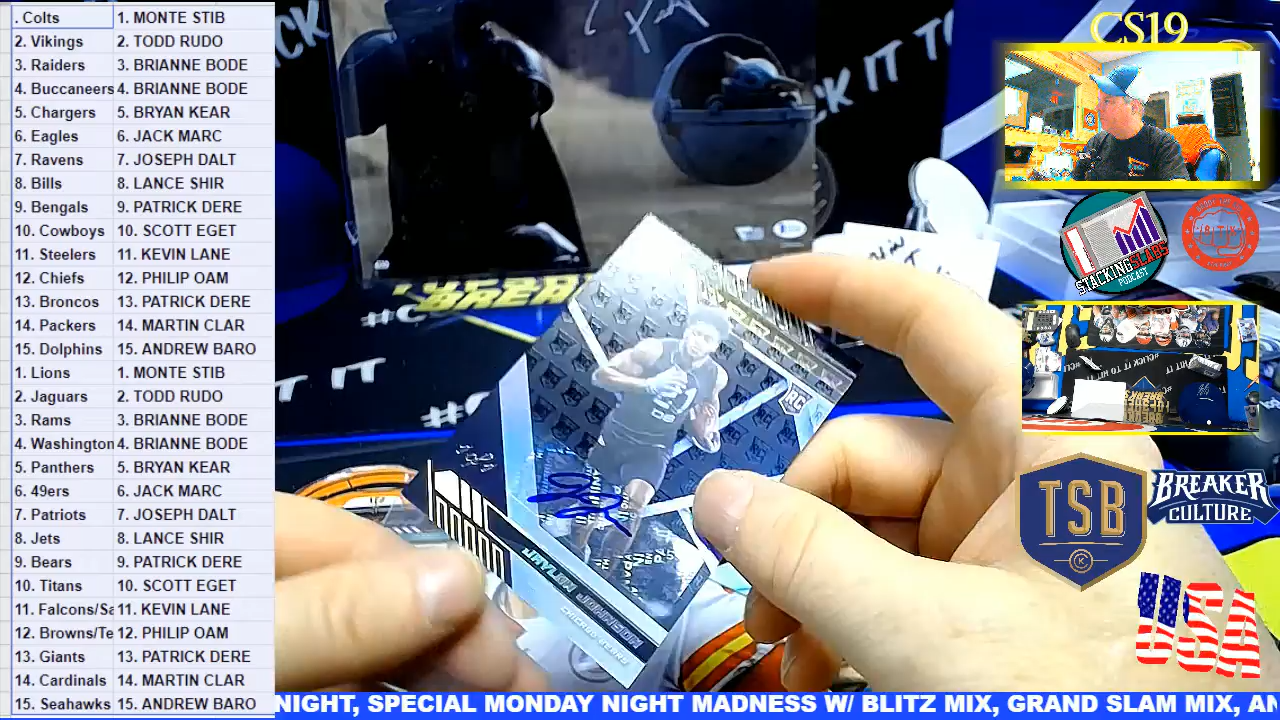 . Colts 1. MONTE STIB
2. Vikings 2. TODD RUDO
3. Raiders 3. BRIANNE BODE
4. Buccaneers 4. BRIANNE BODE
5. Chargers 5. BRYAN KEAR
6. Eagles 6. JACK MARC
7. Ravens 7. JOSEPH DALT
8. Bills 8. LANCE SHIR
9. Bengals 9. PATRICK DERE
10. Cowboys 10. SCOTT EGET
11. Steelers 11. KEVIN LANE
12. Chiefs 12. PHILIP OAM
13. Broncos 13. PATRICK DERE
14. Packers 14. MARTIN CLAR
15. Dolphins 15. ANDREW BARO
1. Lions 1. MONTE STIB
2. Jaguars 2. TODD RUDO
3. Rams 3. BRIANNE BODE
4. Washington 4. BRIANNE BODE
5. Panthers 5. BRYAN KEAR
6. 49ers 6. JACK MARC
7. Patriots 7. JOSEPH DALT
8. Jets 8. LANCE SHIR
9. Bears 9. PATRICK DERE
10. Titans 10. SCOTT EGET
11. Falcons/Sa 11. KEVIN LANE
12. Browns/Te 12. PHILIP OAM
13. Giants 13. PATRICK DERE
14. Cardinals 14. MARTIN CLAR
15. Seahawks 15. ANDREW BARO
CS19
STACKING SLABS
PODCAST
TSB
BREAKER
CULTURE
USA
RC
JAYLON JOHNSON
CHICAGO BEARS
NIGHT, SPECIAL MONDAY NIGHT MADNESS W/ BLITZ MIX, GRAND SLAM MIX, AN